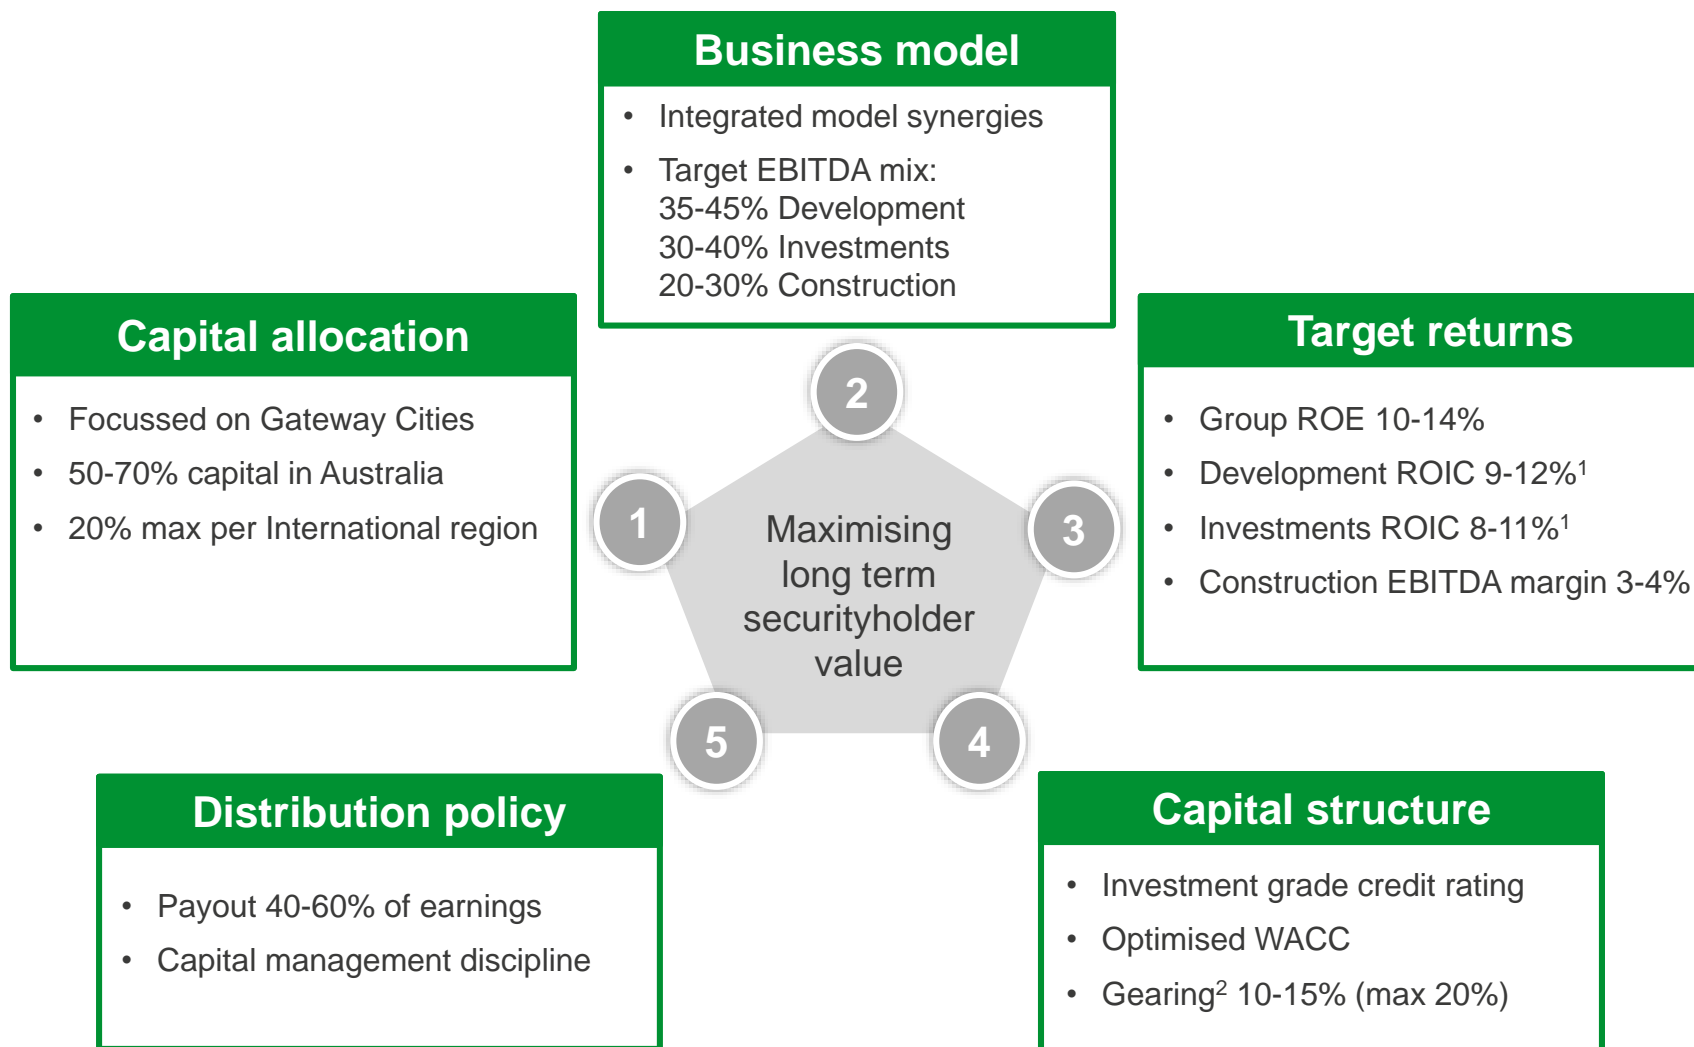 Business model
• Integrated model synergies
• Target EBITDA mix:
35-45% Development
30-40% Investments
20-30% Construction
Capital allocation
• Focussed on Gateway Cities
• 50-70% capital in Australia
• 20% max per International region
Target returns
• Group ROE 10-14%
• Development ROIC 9-12%¹
• Investments ROIC 8-11%¹
• Construction EBITDA margin 3-4%
2
1
3
Maximising
long term
securityholder
value
5
4
Distribution policy
• Payout 40-60% of earnings
• Capital management discipline
Capital structure
• Investment grade credit rating
• Optimised WACC
• Gearing² 10-15% (max 20%)